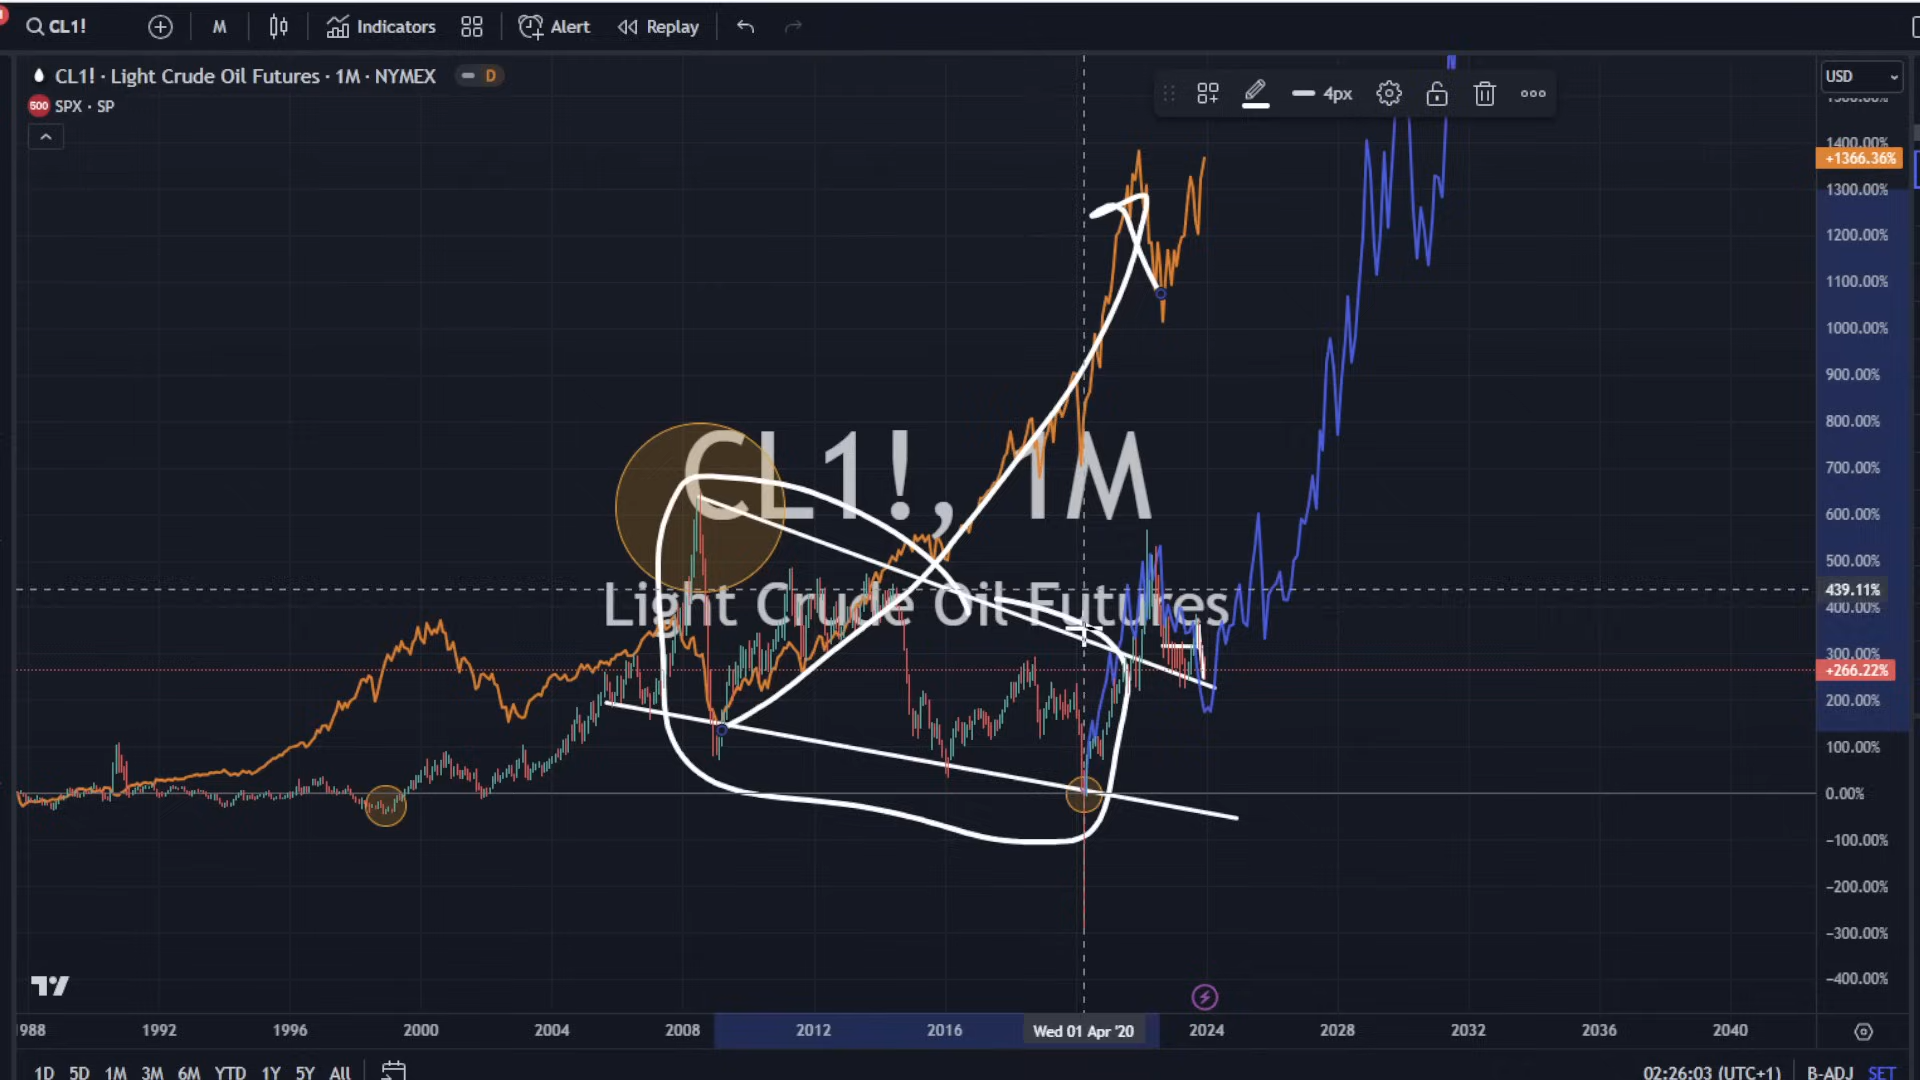 CL1!
M
Indicators
Alert
Replay
CL1! · Light Crude Oil Futures · 1M · NYMEX
D
500 SPX · SP
4px
USD
1400.00%
+1366.36%
1300.00%
1200.00%
1100.00%
1000.00%
900.00%
800.00%
700.00%
600.00%
500.00%
439.11%
400.00%
300.00%
+266.22%
200.00%
100.00%
0.00%
−100.00%
−200.00%
−300.00%
−400.00%
CL1!, 1M
Light Crude Oil Futures
1988 1992 1996 2000 2004 2008 2012 2016 Wed 01 Apr '20 2024 2028 2032 2036 2040
1D 5D 1M 3M 6M YTD 1Y 5Y All
02:26:03 (UTC+1) B-ADJ SET